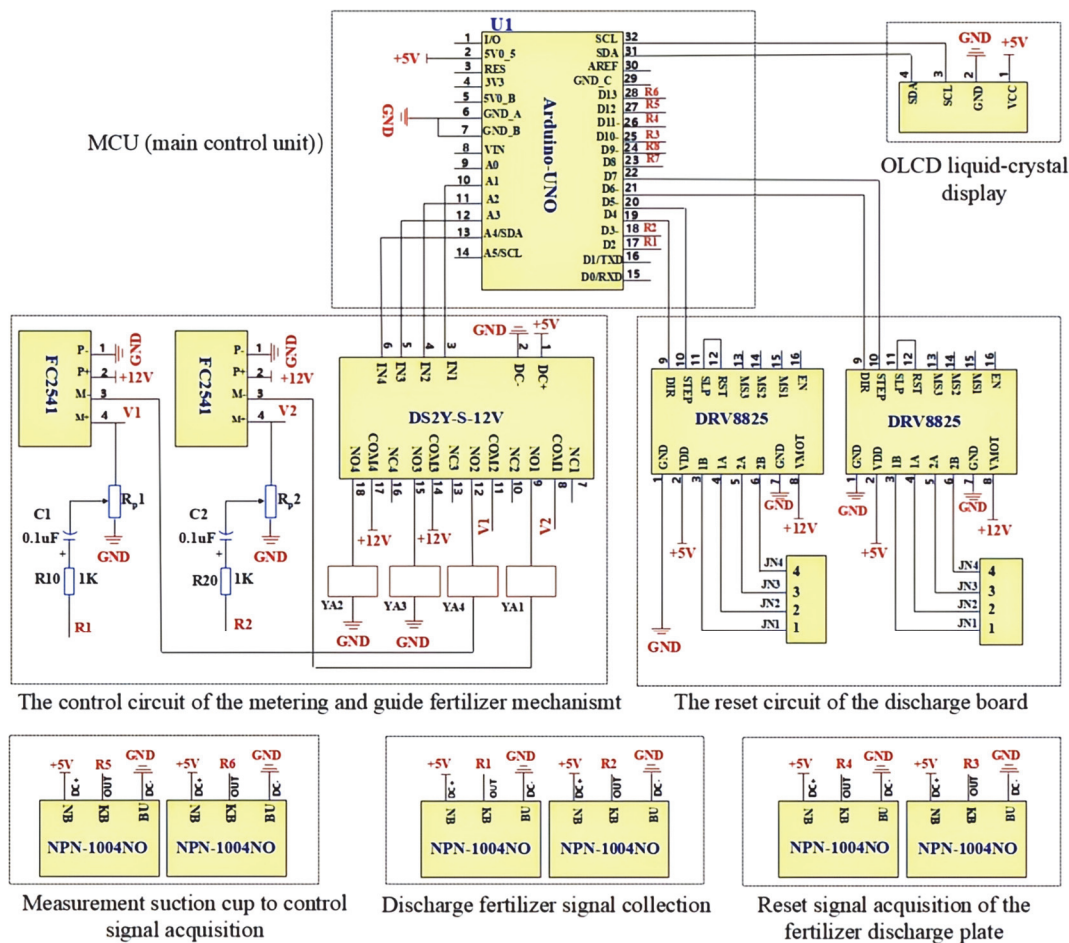 U1
MCU (main control unit))
Arduino-UNO
1 I/O
2 5V0_5
+5V
3 RES
4 3V3
5 5V0_B
6 GND_A
GND
7 GND_B
8 VIN
9 A0
10 A1
11 A2
12 A3
13 A4/SDA
14 A5/SCL
SCL 32
SDA 31
AREF 30
GND_C 29
D13 28 R6
D12 27 R5
D11- 26 R4
D10- 25 R3
D9- 24 R8
D8 23 R7
D7 22
D6- 21
D5- 20
D4 19
D3- 18 R2
D2 17 R1
D1/TXD 16
D0/RXD 15
GND +5V
4 3 2 1
SDA SCL GND VCC
OLCD liquid-crystal
display
FC2541
P- 1 GND
P+ 2 +12V
M- 3
M+ 4 V1
Rp1
C1
0.1uF
+
R10 1K
GND
R1
FC2541
P- 1 GND
P+ 2 +12V
M- 3
M+ 4 V2
Rp2
C2
0.1uF
+
R20 1K
GND
R2
GND +5V
6 5 4 3 2 1
IN4 IN3 IN2 IN1 DC- DC+
DS2Y-S-12V
NO4 COM4 NC4 NO3 COM3 NC3 NO2 COM2 NC2 NO1 COM1 NC1
18 17 16 15 14 13 12 11 10 9 8 7
+12V +12V V1 V2
YA2 YA3 YA4 YA1
GND GND
The control circuit of the metering and guide fertilizer mechanismt
9 10 11 12 13 14 15 16
DIR STEP SLP RST MS3 MS2 MS1 EN
DRV8825
GND VDD 1B 1A 2A 2B GND VMOT
1 2 3 4 5 6 7 8
GND
+12V
+5V
JN4 4
JN3 3
JN2 2
JN1 1
GND
9 10 11 12 13 14 15 16
DIR STEP SLP RST MS3 MS2 MS1 EN
DRV8825
GND VDD 1B 1A 2A 2B GND VMOT
1 2 3 4 5 6 7 8
GND GND
+12V
+5V
JN4 4
JN3 3
JN2 2
JN1 1
The reset circuit of the discharge board
+5V R5 GND
DC+ OUT DC-
NB KB BU
NPN-1004NO
+5V R6 GND
DC+ OUT DC-
NB KB BU
NPN-1004NO
Measurement suction cup to control
signal acquisition
+5V R1 GND
DC+ OUT DC-
NB KB BU
NPN-1004NO
+5V R2 GND
DC+ OUT DC-
NB KB BU
NPN-1004NO
Discharge fertilizer signal collection
+5V R4 GND
DC+ OUT DC-
NB KB BU
NPN-1004NO
+5V R3 GND
DC+ OUT DC-
NB KB BU
NPN-1004NO
Reset signal acquisition of the
fertilizer discharge plate